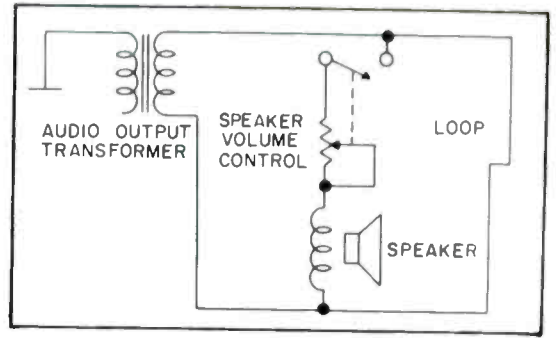 AUDIO OUTPUT
TRANSFORMER
SPEAKER
VOLUME
CONTROL
LOOP
SPEAKER